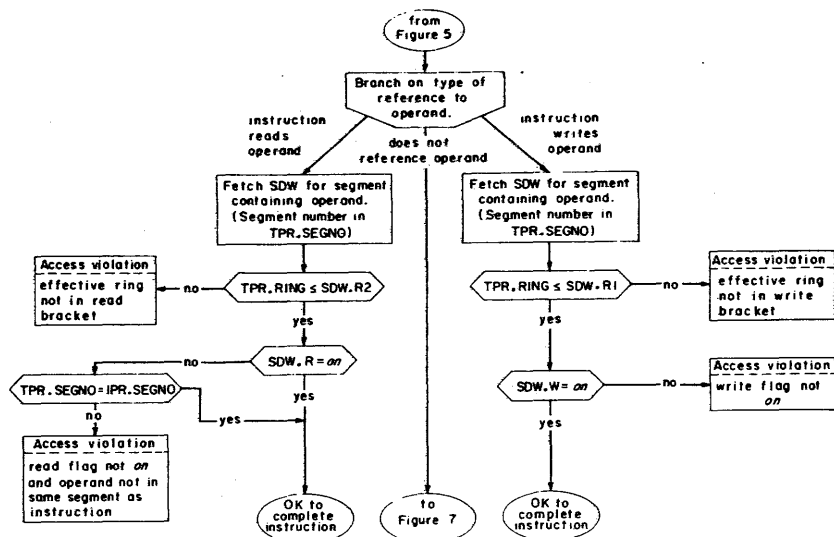 from
Figure 5
Branch on type of
reference to
operand.
instruction
reads
operand
does not
reference operand
instruction
writes
operand
Fetch SDW for segment
containing operand.
(Segment number in
TPR.SEGNO)
Fetch SDW for segment
containing operand.
(Segment number in
TPR.SEGNO)
Access violation
effective ring
not in read
bracket
no
TPR.RING ≤ SDW.R2
yes
TPR.RING ≤ SDW.R1
no
yes
Access violation
effective ring
not in write
bracket
no
SDW.R=on
yes
TPR.SEGNO=IPR.SEGNO
no
yes
SDW.W=on
no
yes
Access violation
write flag not
on
Access violation
read flag not on
and operand not in
same segment as
instruction
OK to
complete
instruction
to
Figure 7
OK to
complete
instruction